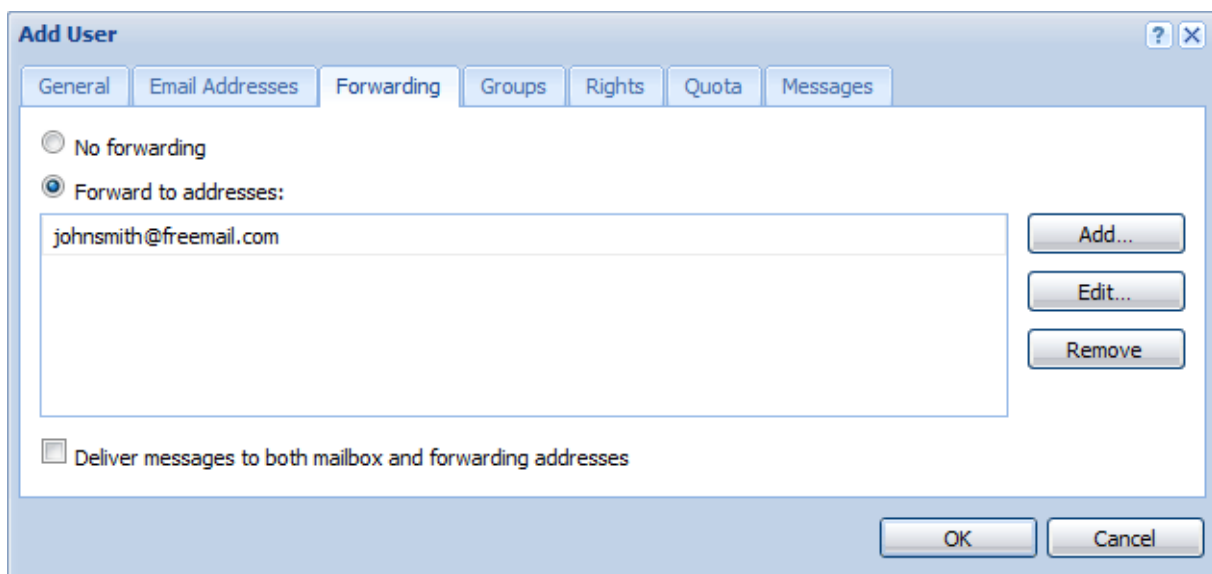 Add User
?
General Email Addresses Forwarding Groups Rights Quota Messages
No forwarding
Forward to addresses:
johnsmith@freemail.com
Add...
Edit...
Remove
Deliver messages to both mailbox and forwarding addresses
OK Cancel